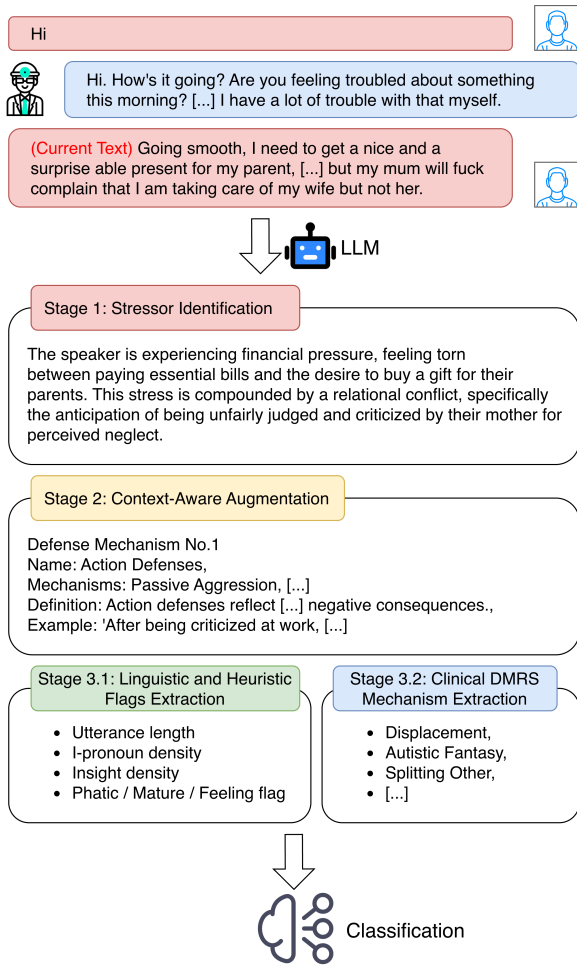 Hi
Hi. How's it going? Are you feeling troubled about something
this morning? [...] I have a lot of trouble with that myself.
(Current Text) Going smooth, I need to get a nice and a
surprise able present for my parent, [...] but my mum will fuck
complain that I am taking care of my wife but not her.
LLM
Stage 1: Stressor Identification
The speaker is experiencing financial pressure, feeling torn
between paying essential bills and the desire to buy a gift for their
parents. This stress is compounded by a relational conflict, specifically
the anticipation of being unfairly judged and criticized by their mother for
perceived neglect.
Stage 2: Context-Aware Augmentation
Defense Mechanism No.1
Name: Action Defenses,
Mechanisms: Passive Aggression, [...]
Definition: Action defenses reflect [...] negative consequences.,
Example: 'After being criticized at work, [...]
Stage 3.1: Linguistic and Heuristic
Flags Extraction
• Utterance length
• I-pronoun density
• Insight density
• Phatic / Mature / Feeling flag
Stage 3.2: Clinical DMRS
Mechanism Extraction
• Displacement,
• Autistic Fantasy,
• Splitting Other,
• [...]
Classification